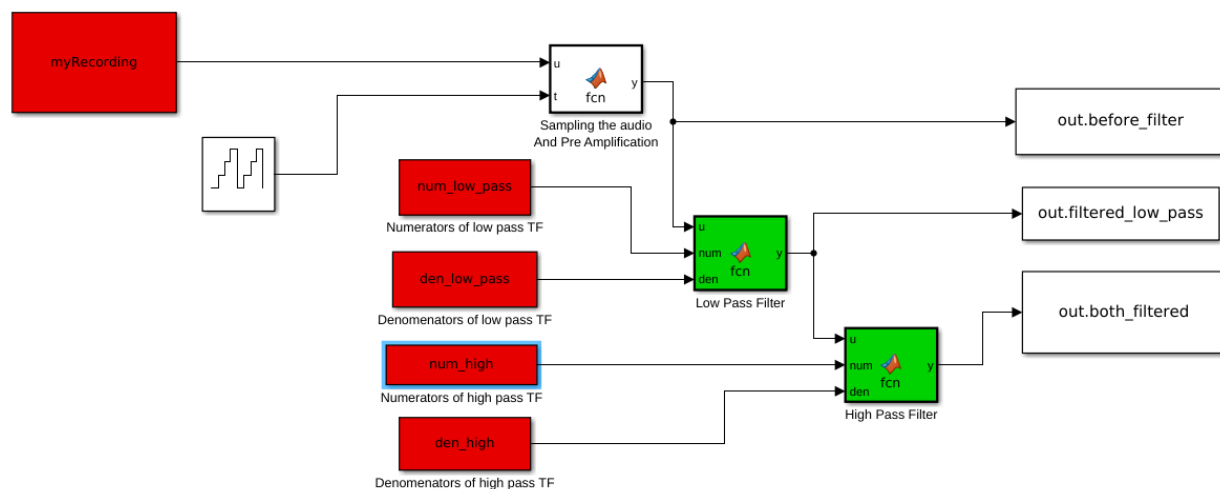 myRecording
u
t
y
fcn
Sampling the audio
And Pre Amplification
out.before_filter
num_low_pass
Numerators of low pass TF
out.filtered_low_pass
u
num
den
y
fcn
Low Pass Filter
den_low_pass
Denomenators of low pass TF
out.both_filtered
num_high
Numerators of high pass TF
u
num
den
y
fcn
High Pass Filter
den_high
Denomenators of high pass TF